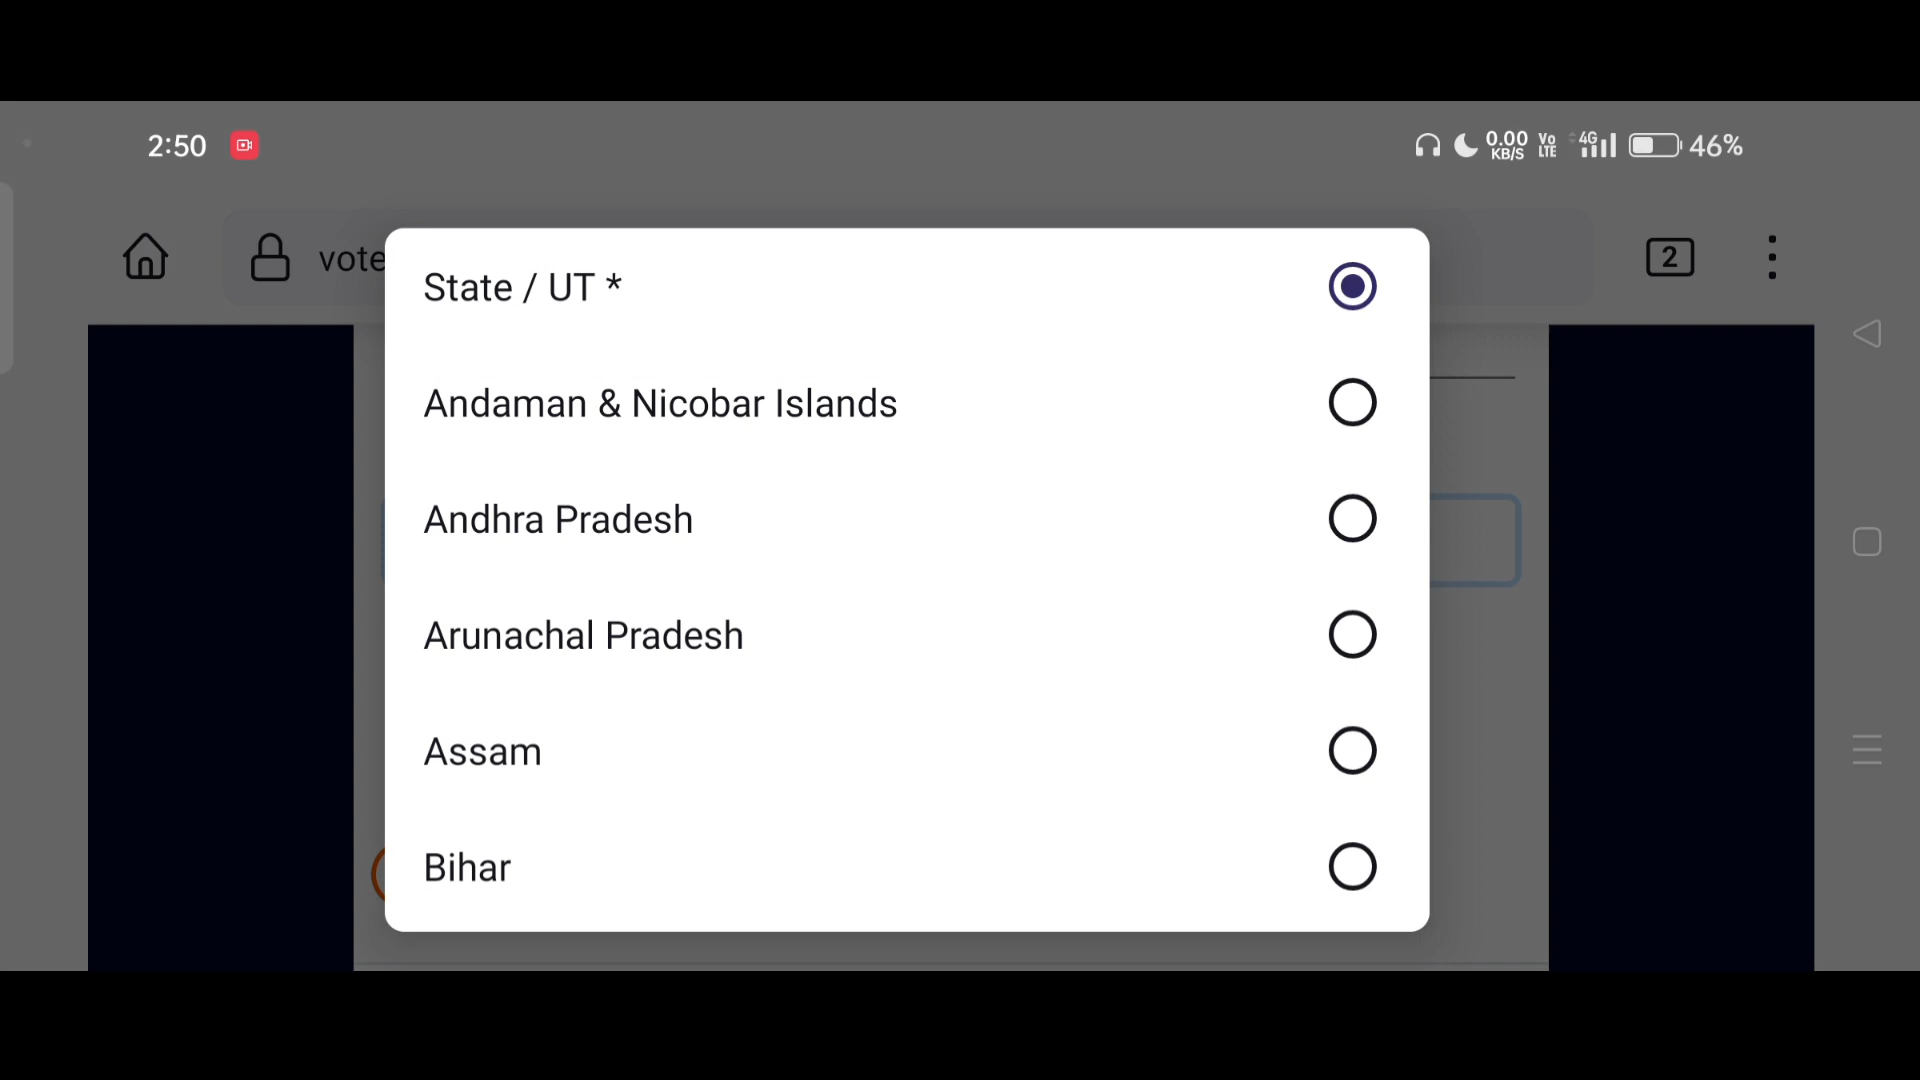 2:50
0.00
KB/S
Vo
LTE
4G
46%
vote
2
State / UT *
Andaman & Nicobar Islands
Andhra Pradesh
Arunachal Pradesh
Assam
Bihar